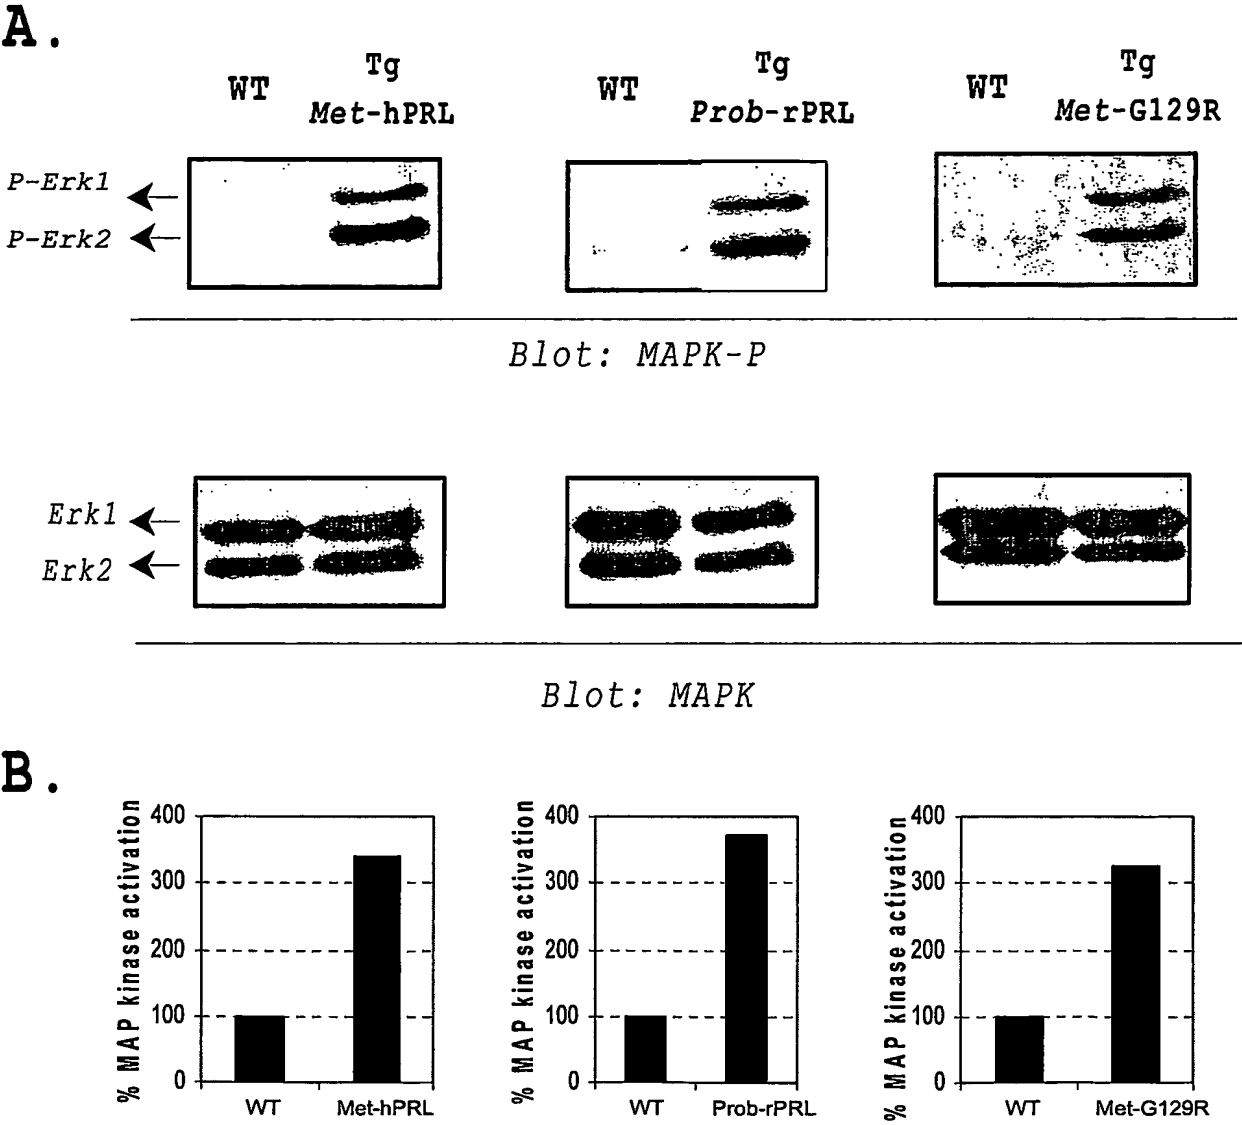 A.
WT Tg WT Tg WT Tg
Met-hPRL Prob-rPRL Met-G129R
P-Erk1
P-Erk2
Blot: MAPK-P
Erk1
Erk2
Blot: MAPK
B.
% MAP kinase activation
400
300
200
100
0
WT Met-hPRL
% MAP kinase activation
400
300
200
100
0
WT Prob-rPRL
% MAP kinase activation
400
300
200
100
0
WT Met-G129R